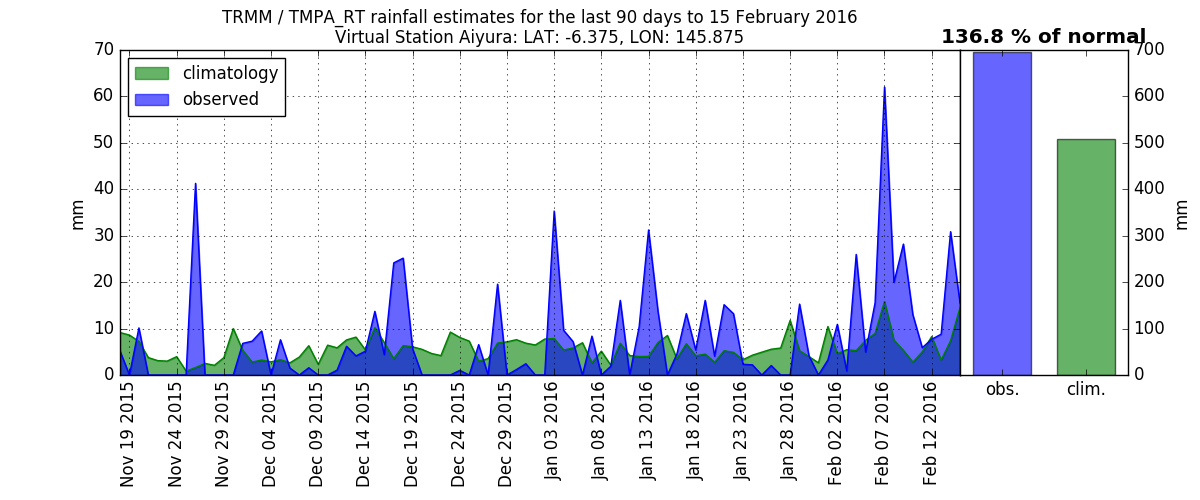 TRMM / TMPA_RT rainfall estimates for the last 90 days to 15 February 2016
Virtual Station Aiyura: LAT: -6.375, LON: 145.875
136.8 % of normal
climatology
observed
mm
70
60
50
40
30
20
10
0
Nov 19 2015
Nov 24 2015
Nov 29 2015
Dec 04 2015
Dec 09 2015
Dec 14 2015
Dec 19 2015
Dec 24 2015
Dec 29 2015
Jan 03 2016
Jan 08 2016
Jan 13 2016
Jan 18 2016
Jan 23 2016
Jan 28 2016
Feb 02 2016
Feb 07 2016
Feb 12 2016
obs.
clim.
700
600
500
400
300
200
100
0
mm